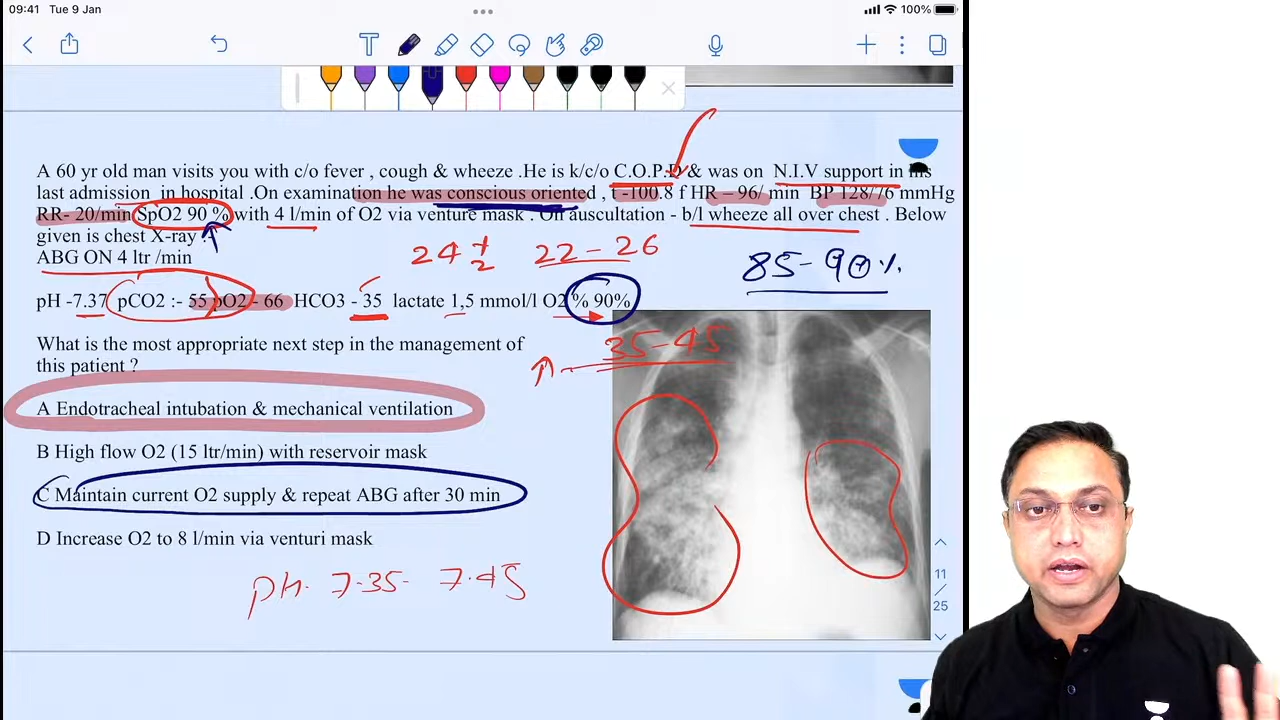 09:41 Tue 9 Jan
100%
T
A 60 yr old man visits you with c/o fever , cough & wheeze .He is k/c/o C.O.P.D & was on N.I.V support in his
last admission in hospital .On examination he was conscious oriented , t -100.8 f HR – 96/ min BP 128/76 mmHg
RR- 20/min SpO2 90 % with 4 l/min of O2 via venture mask . On auscultation - b/l wheeze all over chest . Below
given is chest X-ray .
24 ± 2 22 – 26
85-90%
ABG ON 4 ltr /min
pH -7.37 pCO2 :- 55 pO2 - 66 HCO3 - 35 lactate 1,5 mmol/l O2 % 90%
35-45
What is the most appropriate next step in the management of
this patient ?
A Endotracheal intubation & mechanical ventilation
B High flow O2 (15 ltr/min) with reservoir mask
C Maintain current O2 supply & repeat ABG after 30 min
D Increase O2 to 8 l/min via venturi mask
pH. 7.35- 7.45
11
/
25